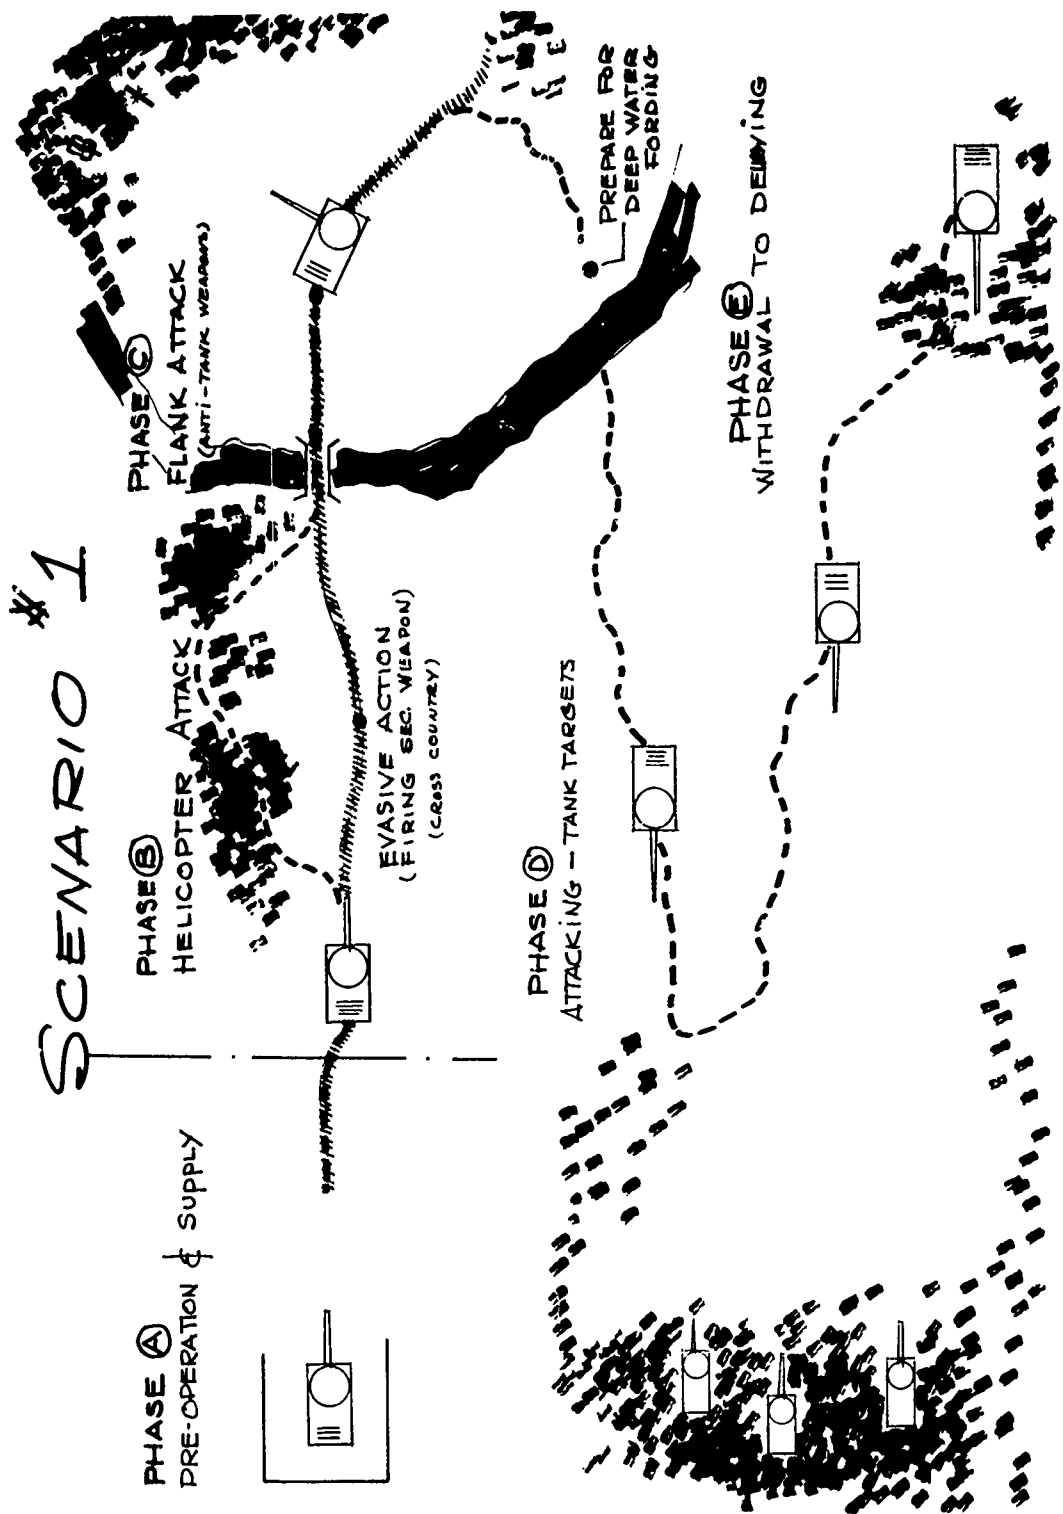 SCENARIO #1
PHASE A
PRE-OPERATION & SUPPLY
PHASE B
HELICOPTER ATTACK
EVASIVE ACTION
(FIRING SEC. WEAPON)
(CROSS COUNTRY)
PHASE C
FLANK ATTACK
(ANTI-TANK WEAPONS)
PREPARE FOR
DEEP WATER
FORDING
PHASE D
ATTACKING - TANK TARGETS
PHASE E
WITHDRAWAL TO DELAYING